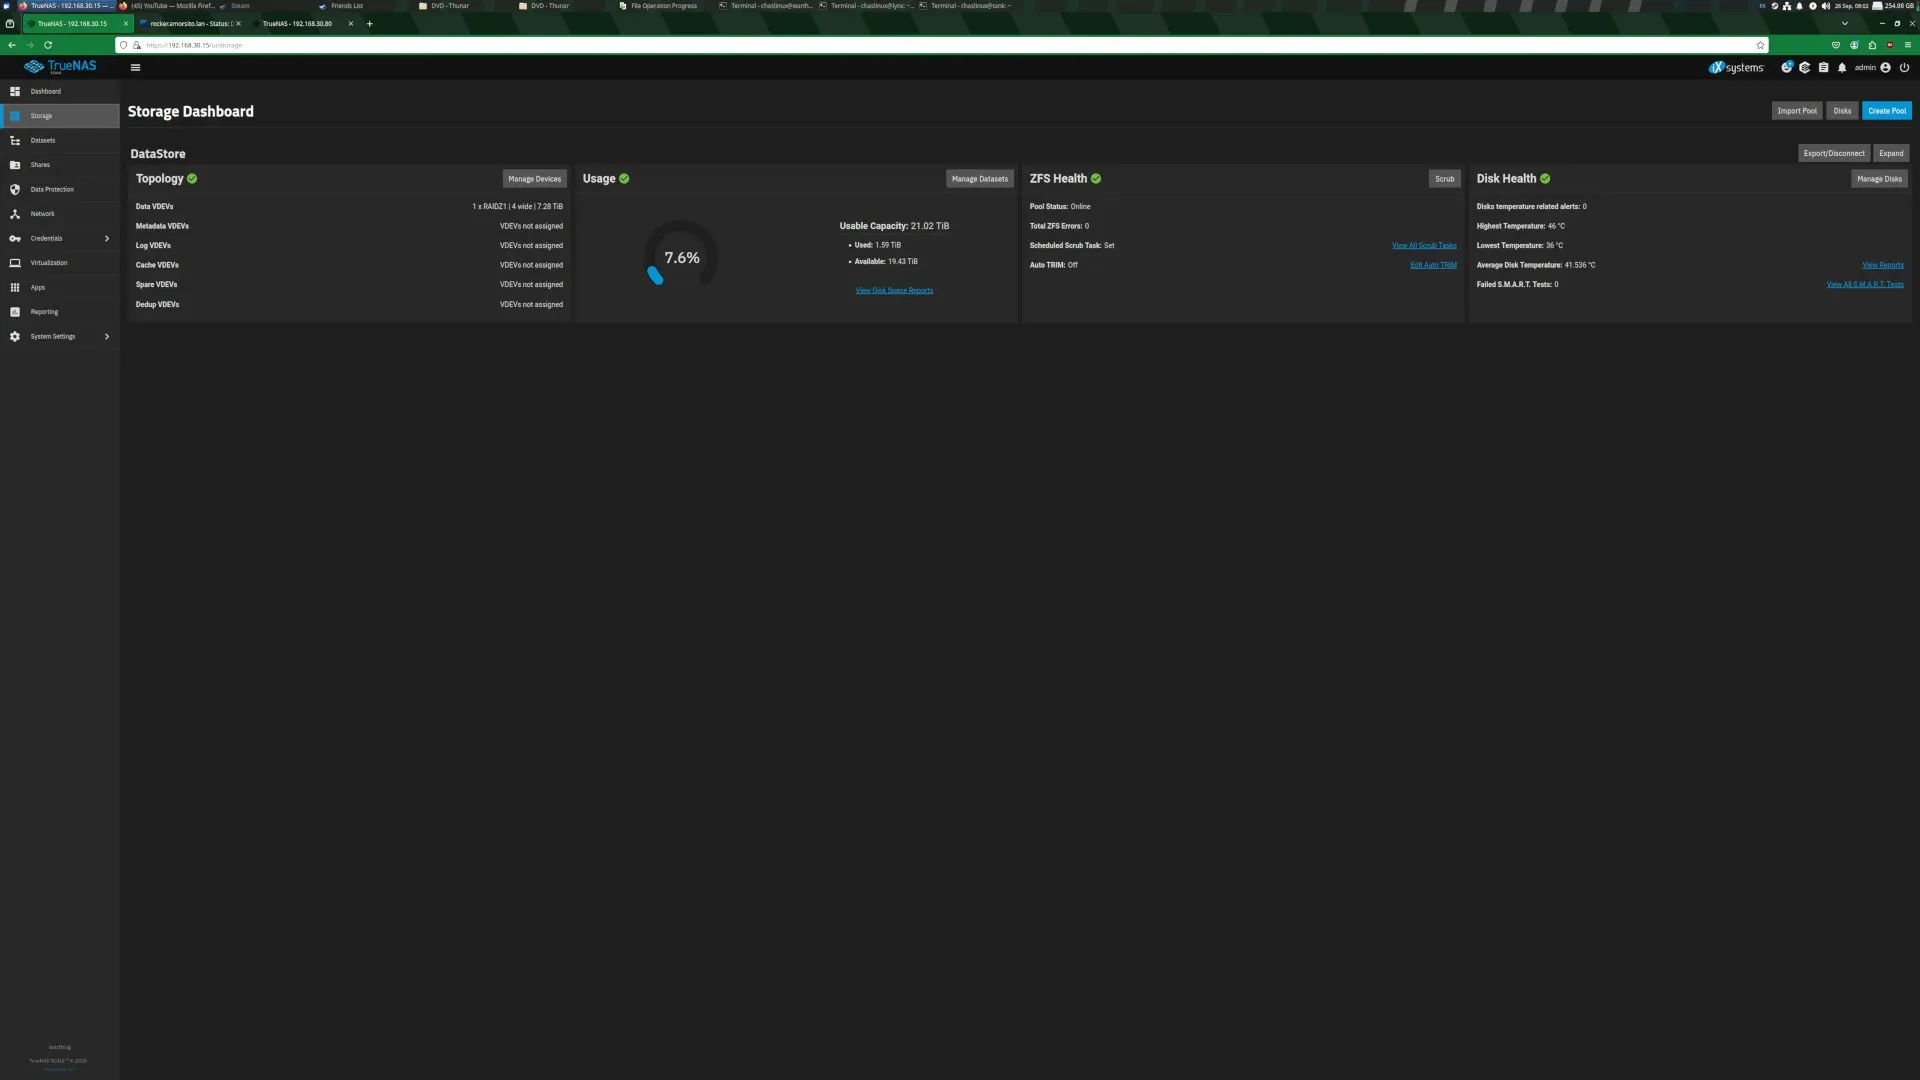 TrueNAS - 192.168.30.15 — ...
(45) YouTube — Mozilla Firef...
Steam
Friends List
DVD - Thunar
DVD - Thunar
File Operation Progress
Terminal - chaslinux@warth...
Terminal - chaslinux@lynx: ~...
Terminal - chaslinux@tank: ~
26 Sep, 08:02
254.98 GB
TrueNAS - 192.168.30.15
rocker.amorsito.lan - Status: D
TrueNAS - 192.168.30.80
https://192.168.30.15/ui/storage
TrueNAS
SCALE
iXsystems
admin
Dashboard
Storage
Datasets
Shares
Data Protection
Network
Credentials
Virtualization
Apps
Reporting
System Settings
Storage Dashboard
Import Pool
Disks
Create Pool
DataStore
Export/Disconnect
Expand
Topology
Manage Devices
Data VDEVs 1 x RAIDZ1 | 4 wide | 7.28 TiB
Metadata VDEVs VDEVs not assigned
Log VDEVs VDEVs not assigned
Cache VDEVs VDEVs not assigned
Spare VDEVs VDEVs not assigned
Dedup VDEVs VDEVs not assigned
Usage
Manage Datasets
7.6%
Usable Capacity: 21.02 TiB
• Used: 1.59 TiB
• Available: 19.43 TiB
View Disk Space Reports
ZFS Health
Scrub
Pool Status: Online
Total ZFS Errors: 0
Scheduled Scrub Task: Set View All Scrub Tasks
Auto TRIM: Off Edit Auto TRIM
Disk Health
Manage Disks
Disks temperature related alerts: 0
Highest Temperature: 46 °C
Lowest Temperature: 36 °C
Average Disk Temperature: 41.536 °C View Reports
Failed S.M.A.R.T. Tests: 0 View All S.M.A.R.T. Tests
warthog